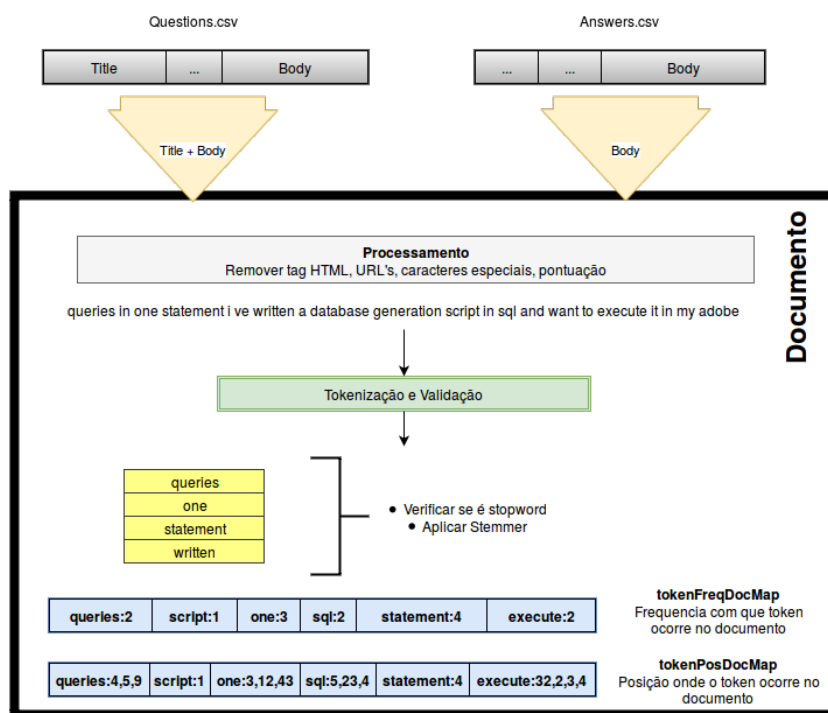 Questions.csv
Answers.csv
Title ... Body
... ... Body
Title + Body
Body
Documento
Processamento
Remover tag HTML, URL's, caracteres especiais, pontuação
queries in one statement i ve written a database generation script in sql and want to execute it in my adobe
Tokenização e Validação
queries
one
statement
written
● Verificar se é stopword
● Aplicar Stemmer
queries:2 script:1 one:3 sql:2 statement:4 execute:2
tokenFreqDocMap
Frequencia com que token
ocorre no documento
queries:4,5,9 script:1 one:3,12,43 sql:5,23,4 statement:4 execute:32,2,3,4
tokenPosDocMap
Posição onde o token ocorre no
documento